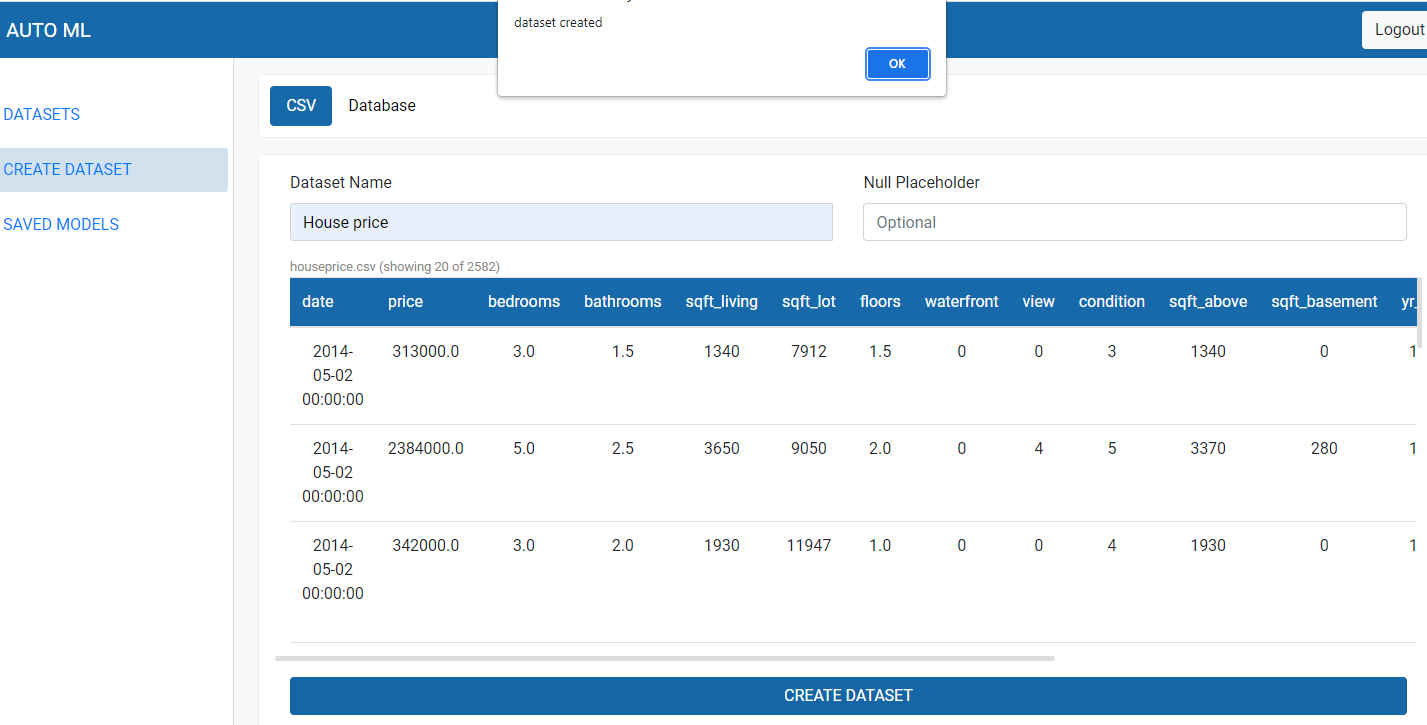 AUTO ML
dataset created
OK
Logout
DATASETS
CREATE DATASET
SAVED MODELS
CSV Database
Dataset Name Null Placeholder
House price Optional
houseprice.csv (showing 20 of 2582)
date price bedrooms bathrooms sqft_living sqft_lot floors waterfront view condition sqft_above sqft_basement yr_
2014- 313000.0 3.0 1.5 1340 7912 1.5 0 0 3 1340 0 1
05-02
00:00:00
2014- 2384000.0 5.0 2.5 3650 9050 2.0 0 4 5 3370 280 1
05-02
00:00:00
2014- 342000.0 3.0 2.0 1930 11947 1.0 0 0 4 1930 0 1
05-02
00:00:00
CREATE DATASET